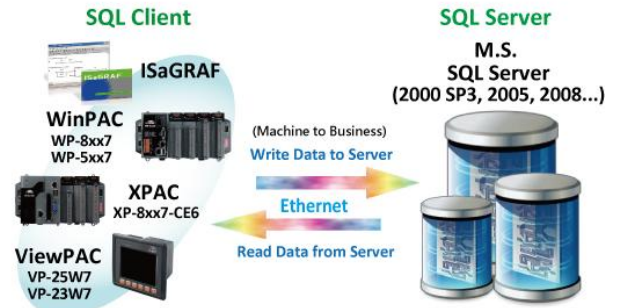 SQL Client
ISaGRAF
ISaGRAF
WinPAC
WP-8xx7
WP-5xx7
XPAC
XP-8xx7-CE6
ViewPAC
VP-25W7
VP-23W7
(Machine to Business)
Write Data to Server
Ethernet
Read Data from Server
SQL Server
M.S.
SQL Server
(2000 SP3, 2005, 2008...)